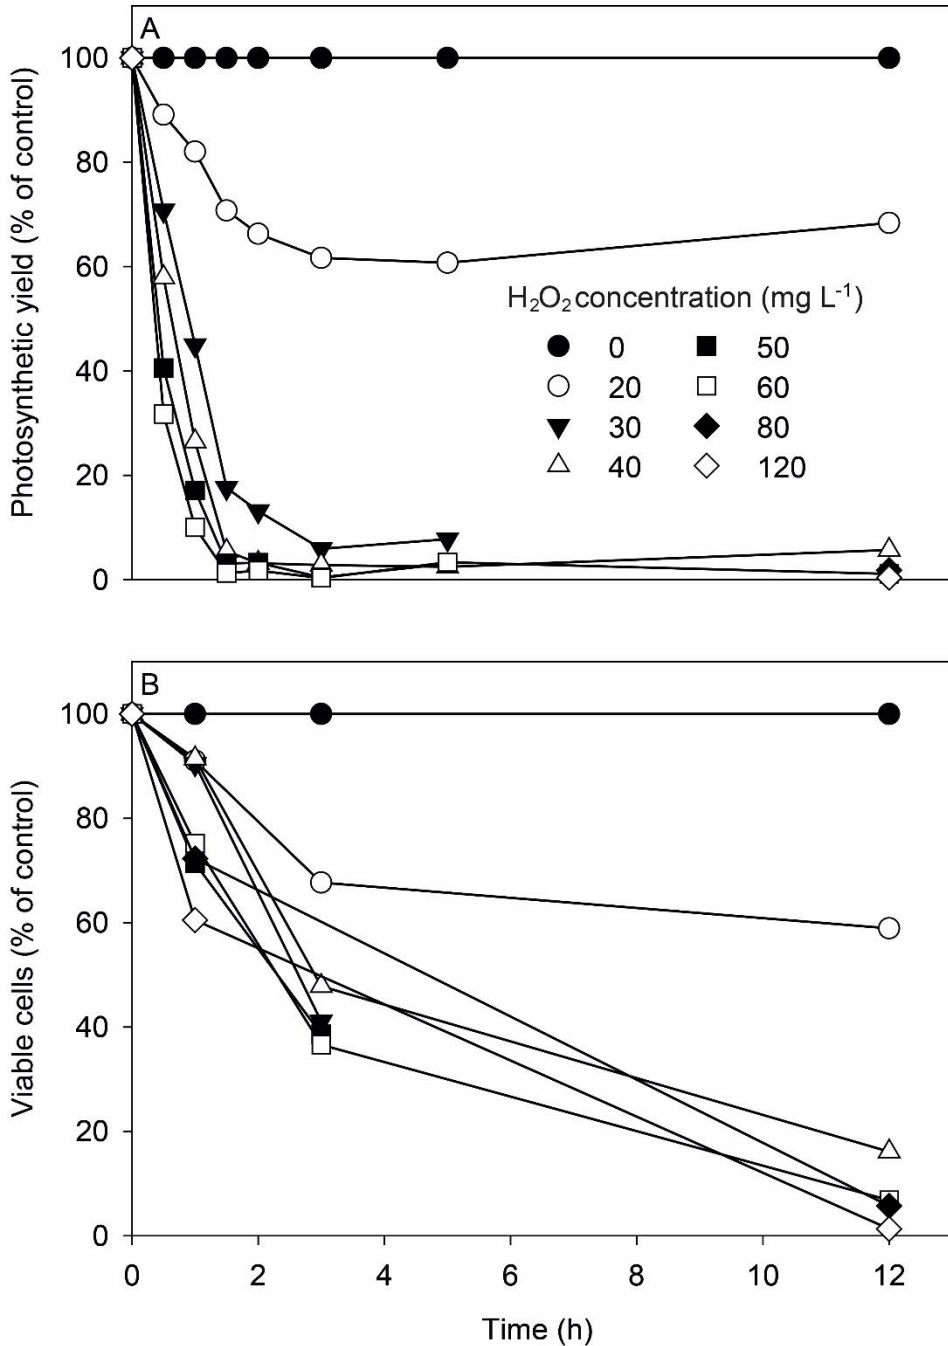 A
100
80
60
40
20
0
Photosynthetic yield (% of control)
H₂O₂ concentration (mg L⁻¹)
0 50
20 60
30 80
40 120
B
100
80
60
40
20
0
Viable cells (% of control)
0 2 4 6 8 10 12
Time (h)